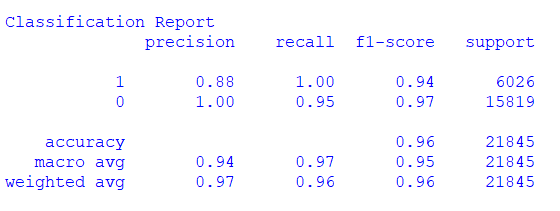 Classification Report
precision recall f1-score support
1 0.88 1.00 0.94 6026
0 1.00 0.95 0.97 15819
accuracy 0.96 21845
macro avg 0.94 0.97 0.95 21845
weighted avg 0.97 0.96 0.96 21845